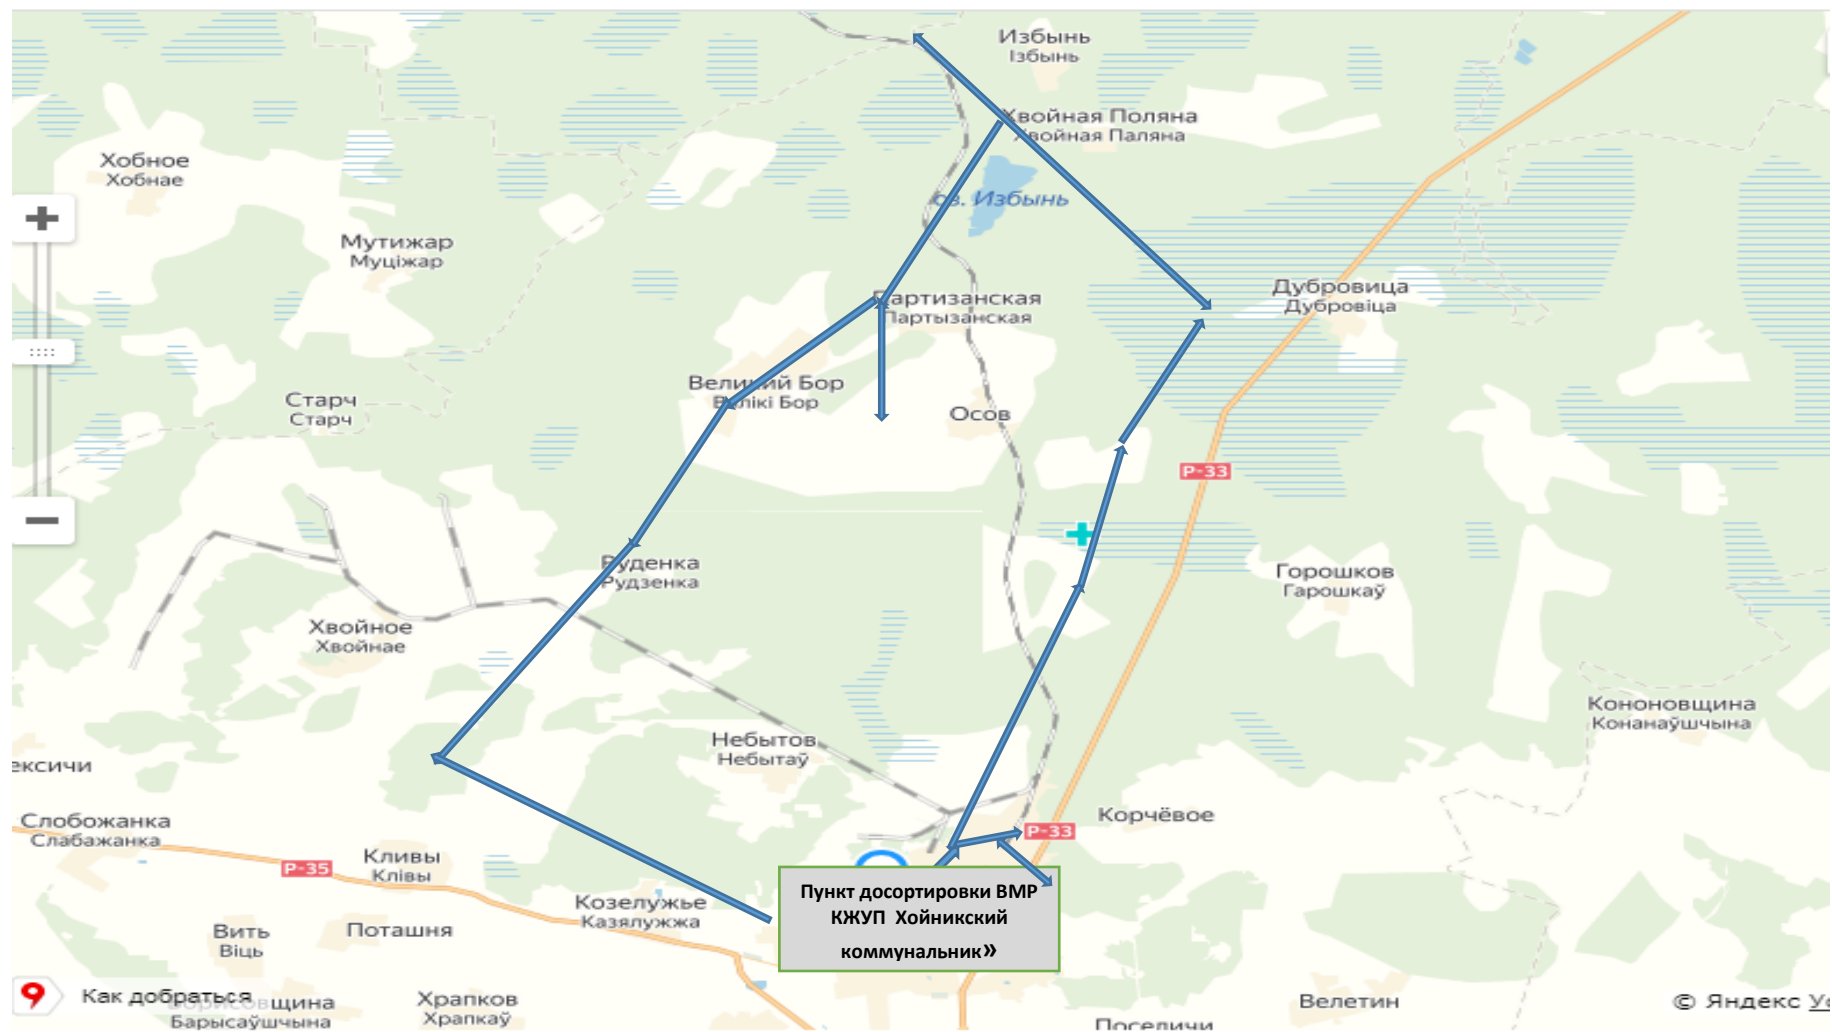 Избынь
Ізбынь
Хвойная Поляна
Хвойная Паляна
Хобное
Хобнае
оз. Избынь
Мутижар
Муціжар
Дубровица
Дубровіца
Партизанская
Партызанская
Великий Бор
Вялікі Бор
Старч
Старч
Осов
Р-33
Руденка
Рудзенка
Горошков
Гарошкаў
Хвойное
Хвойнае
Кононовщина
Конанаўшчына
Небытов
Небытаў
ексичи
Слобожанка
Слабажанка
Корчёвое
Р-33
Кливы
Клівы
Р-35
Пункт досортировки ВМР
КЖУП Хойникский
коммунальник»
Козелужье
Казялужжа
Вить
Віць
Поташня
Как добраться
щина
Барысаўшчына
Храпков
Храпкаў
Велетин
© Яндекс Ус
Поселичи